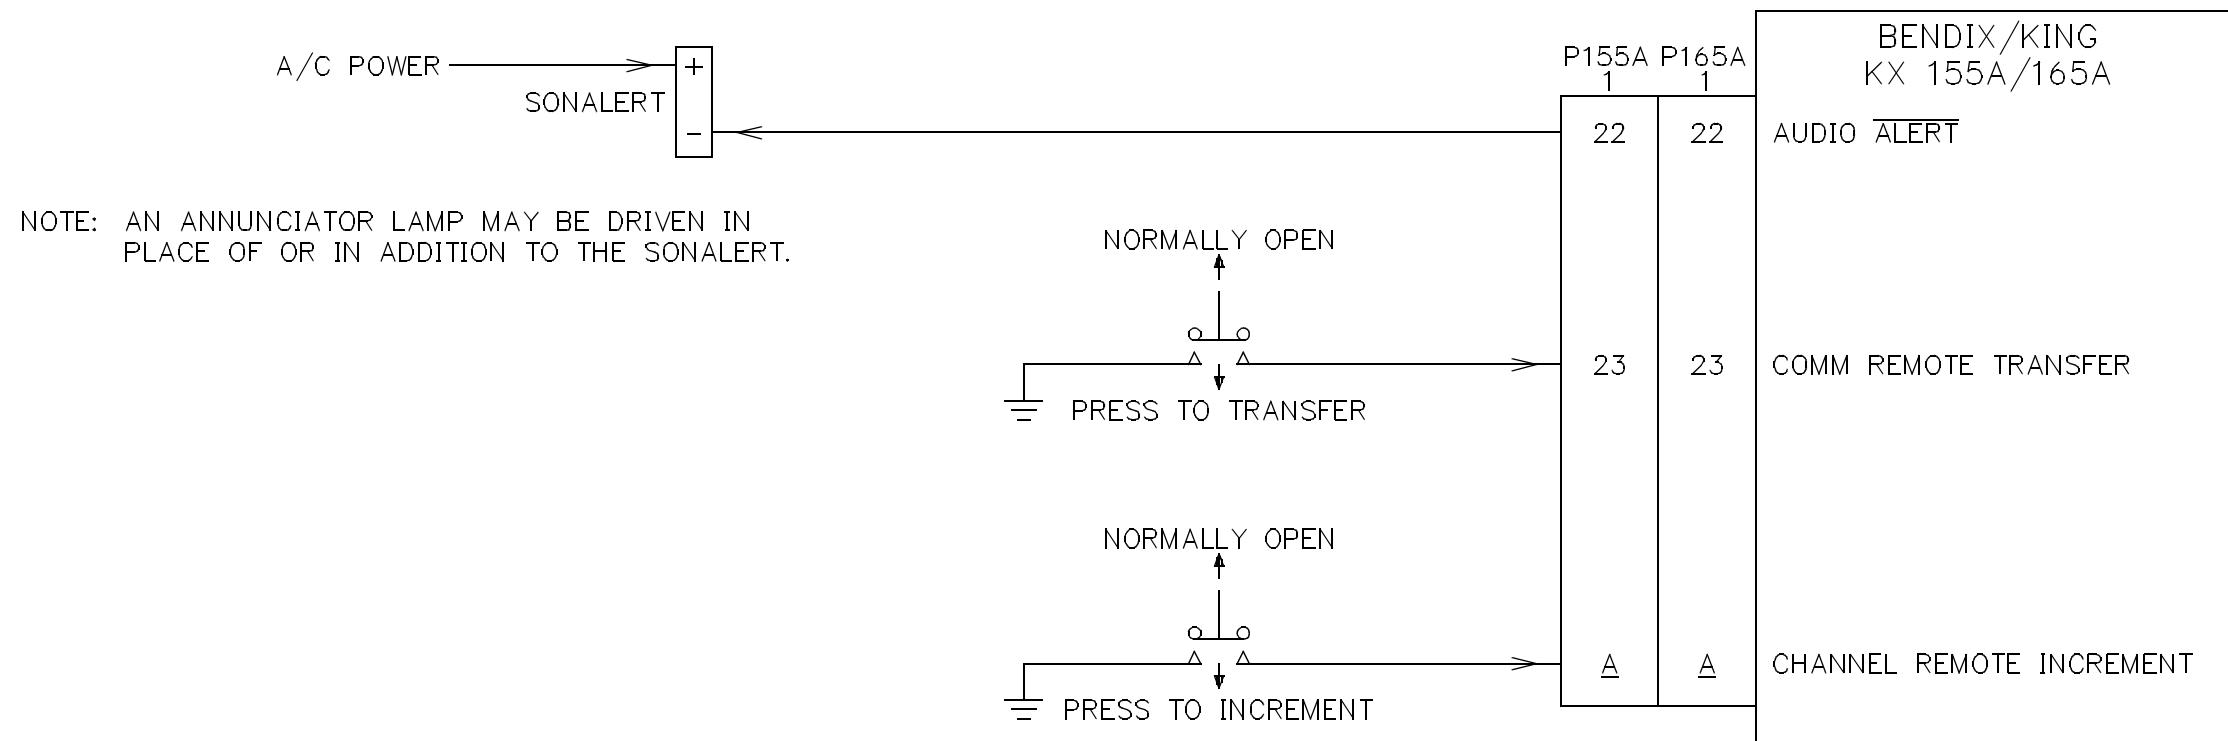 BENDIX/KING
KX 155A/165A
P155A P165A
1 1
A/C POWER
+
SONALERT
-
22 22 AUDIO ALERT
NOTE: AN ANNUNCIATOR LAMP MAY BE DRIVEN IN
PLACE OF OR IN ADDITION TO THE SONALERT.
NORMALLY OPEN
23 23 COMM REMOTE TRANSFER
PRESS TO TRANSFER
NORMALLY OPEN
A A CHANNEL REMOTE INCREMENT
PRESS TO INCREMENT